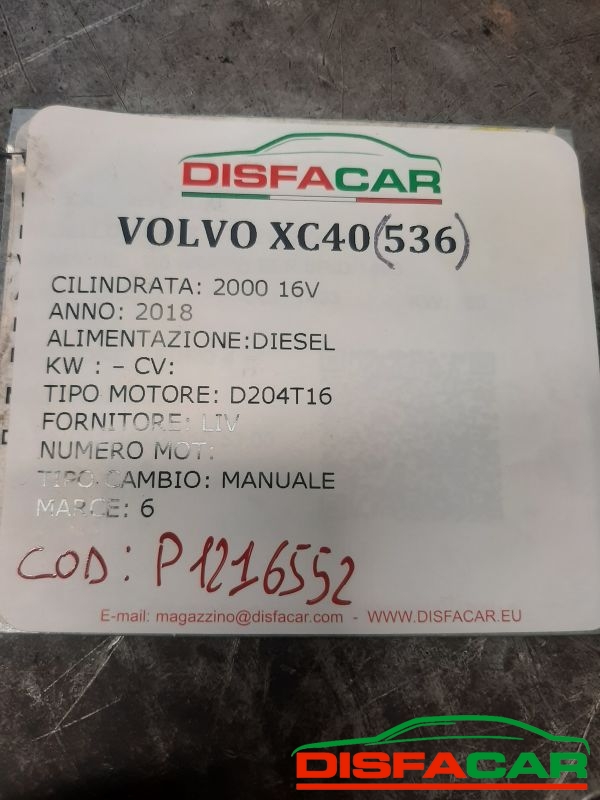 DISFACAR
VOLVO XC40(536)
CILINDRATA: 2000 16V
ANNO: 2018
ALIMENTAZIONE:DIESEL
KW : – CV:
TIPO MOTORE: D204T16
FORNITORE: LIV
NUMERO MOT:
TIPO CAMBIO: MANUALE
MARCE: 6
COD: P1216552
E-mail: magazzino@disfacar.com - WWW.DISFACAR.EU
DISFACAR